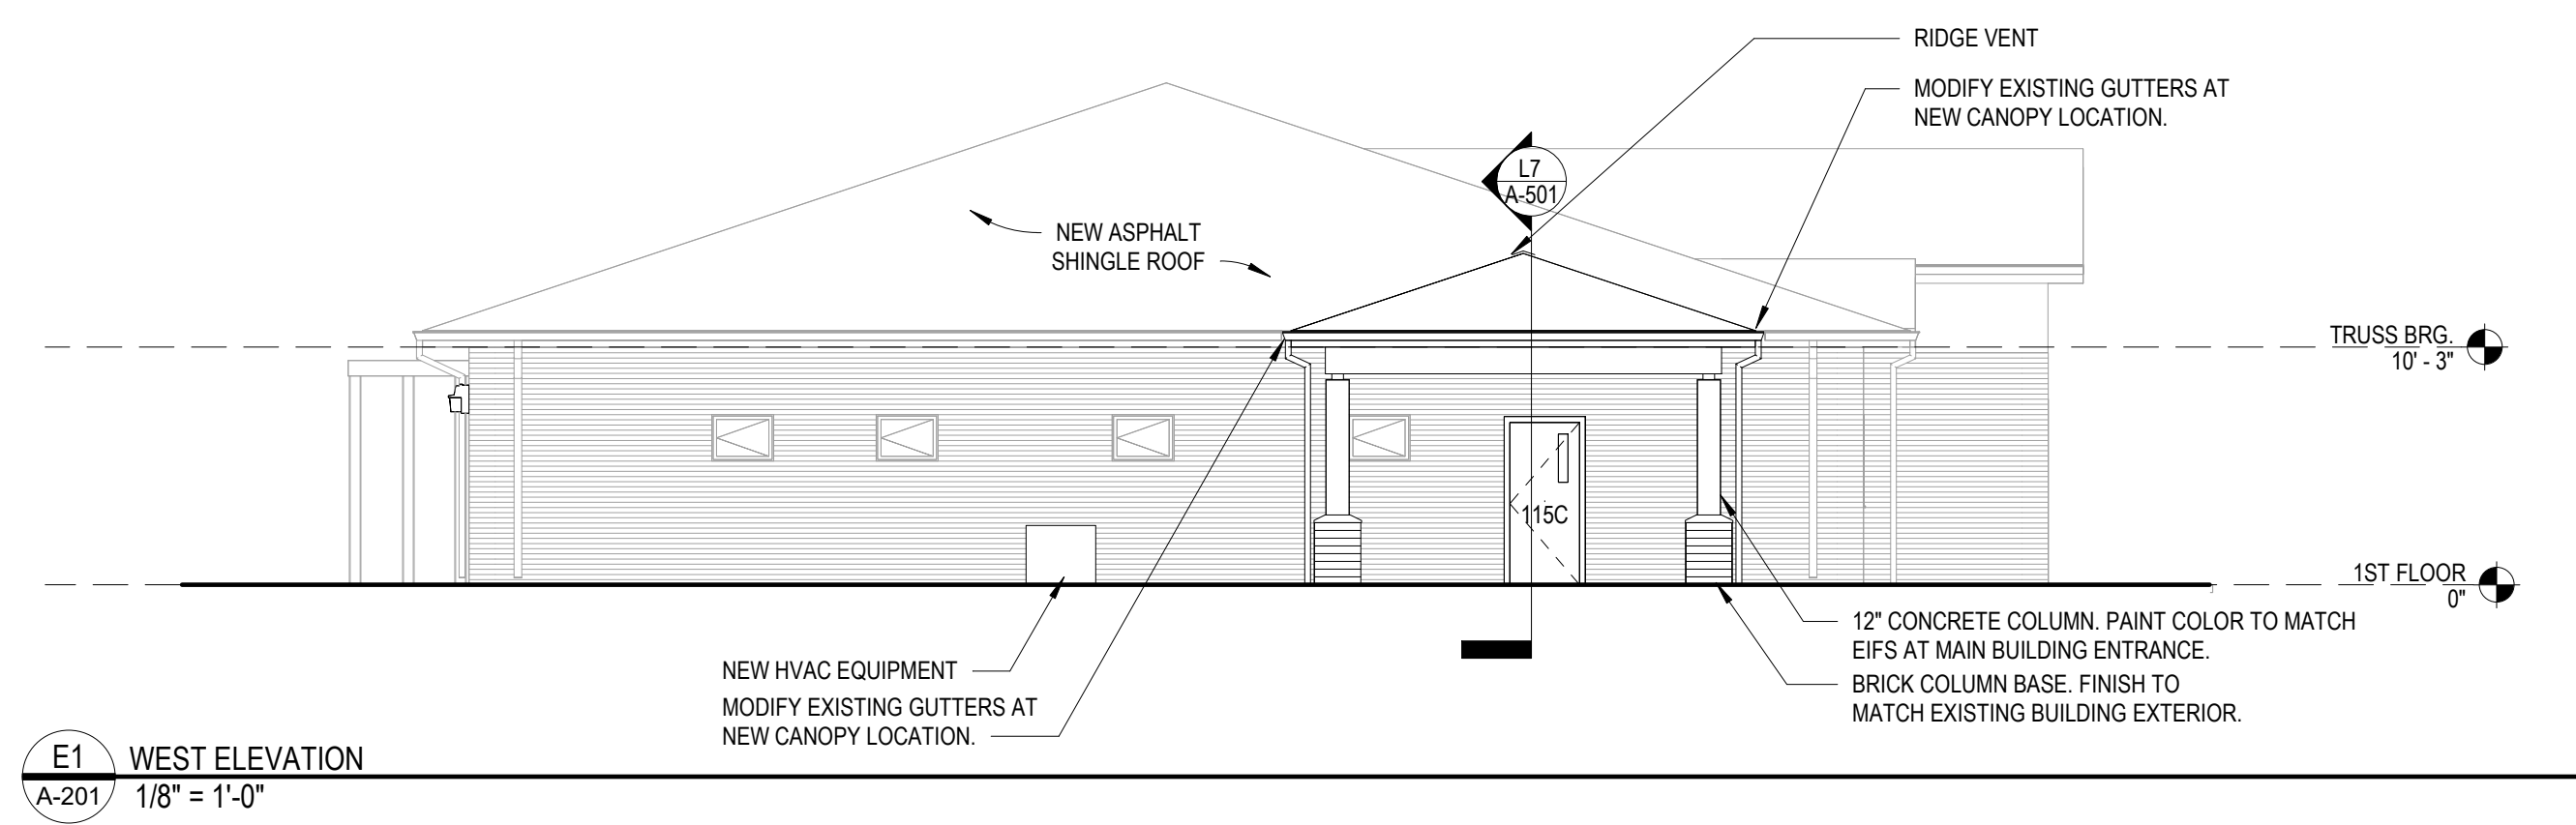 RIDGE VENT
MODIFY EXISTING GUTTERS AT
NEW CANOPY LOCATION.
L7
A-501
NEW ASPHALT
SHINGLE ROOF
TRUSS BRG.
10' - 3"
115C
1ST FLOOR
0"
12" CONCRETE COLUMN. PAINT COLOR TO MATCH
EIFS AT MAIN BUILDING ENTRANCE.
BRICK COLUMN BASE. FINISH TO
MATCH EXISTING BUILDING EXTERIOR.
NEW HVAC EQUIPMENT
MODIFY EXISTING GUTTERS AT
NEW CANOPY LOCATION.
E1
A-201
WEST ELEVATION
1/8" = 1'-0"